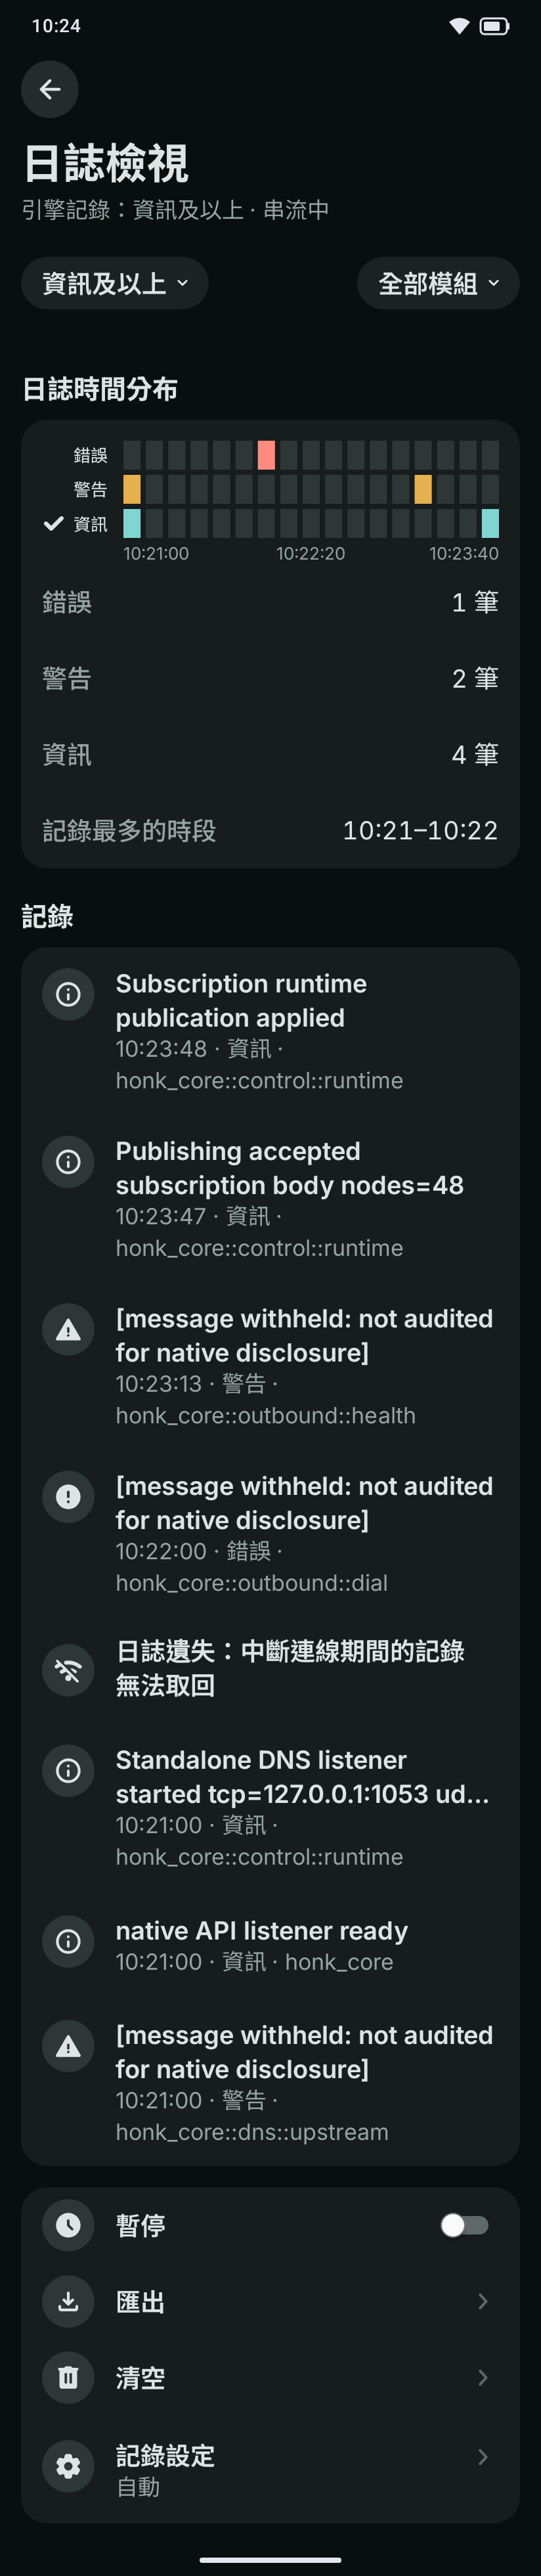 10:24
日誌檢視
引擎記錄：資訊及以上 · 串流中
資訊及以上
全部模組
日誌時間分布
錯誤
警告
資訊
10:21:00 10:22:20 10:23:40
錯誤 1 筆
警告 2 筆
資訊 4 筆
記錄最多的時段 10:21–10:22
記錄
Subscription runtime
publication applied
10:23:48 · 資訊 ·
honk_core::control::runtime
Publishing accepted
subscription body nodes=48
10:23:47 · 資訊 ·
honk_core::control::runtime
[message withheld: not audited
for native disclosure]
10:23:13 · 警告 ·
honk_core::outbound::health
[message withheld: not audited
for native disclosure]
10:22:00 · 錯誤 ·
honk_core::outbound::dial
日誌遺失：中斷連線期間的記錄
無法取回
Standalone DNS listener
started tcp=127.0.0.1:1053 ud…
10:21:00 · 資訊 ·
honk_core::control::runtime
native API listener ready
10:21:00 · 資訊 · honk_core
[message withheld: not audited
for native disclosure]
10:21:00 · 警告 ·
honk_core::dns::upstream
暫停
匯出
清空
記錄設定
自動